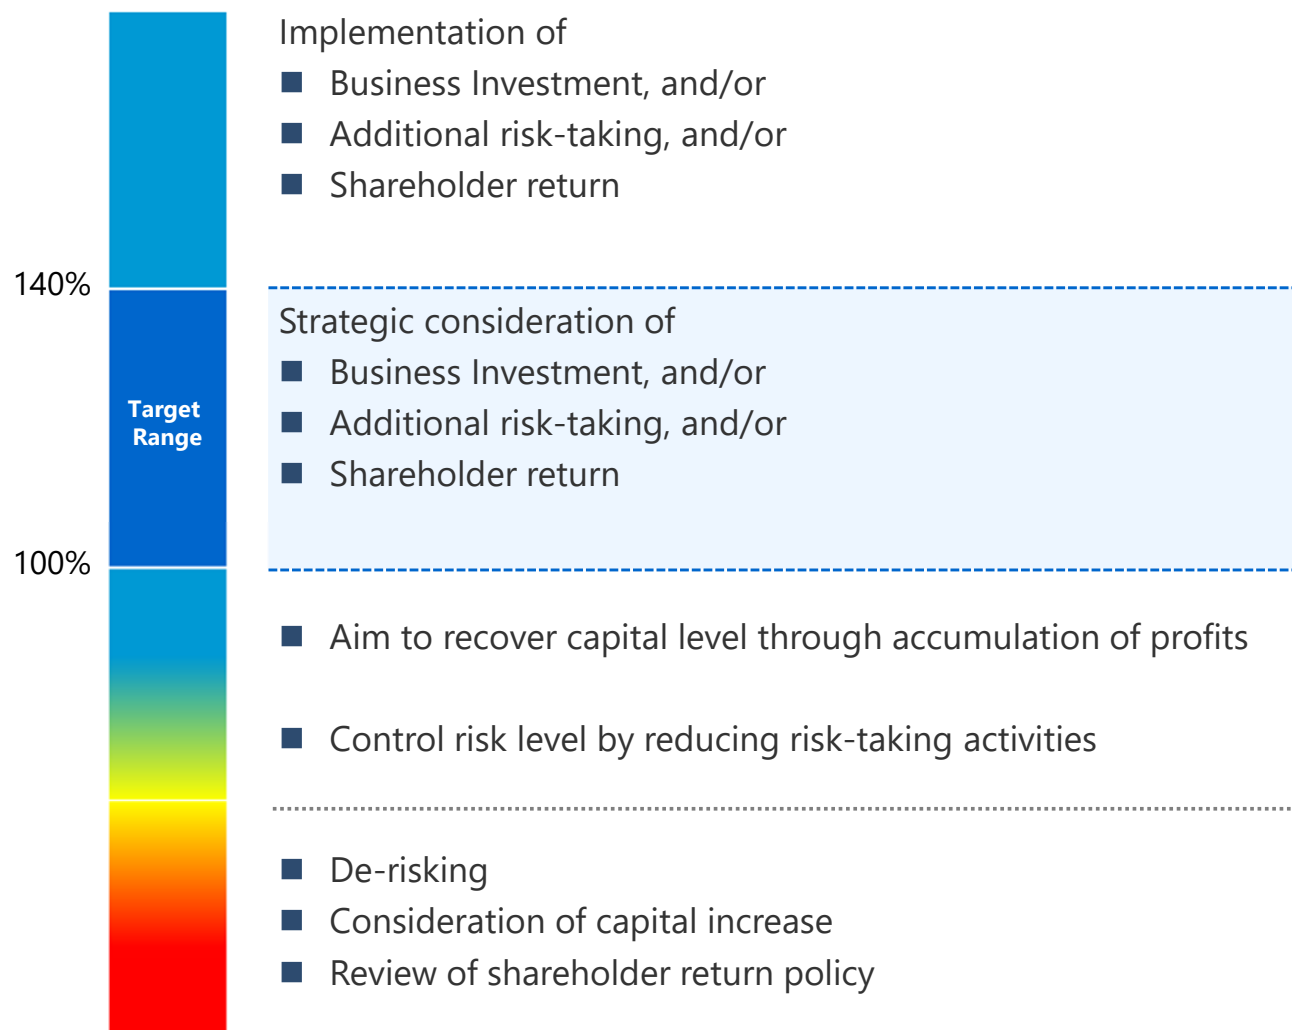 Implementation of
■ Business Investment, and/or
■ Additional risk-taking, and/or
■ Shareholder return
140%
Strategic consideration of
■ Business Investment, and/or
■ Additional risk-taking, and/or
■ Shareholder return
Target
Range
100%
■ Aim to recover capital level through accumulation of profits
■ Control risk level by reducing risk-taking activities
■ De-risking
■ Consideration of capital increase
■ Review of shareholder return policy